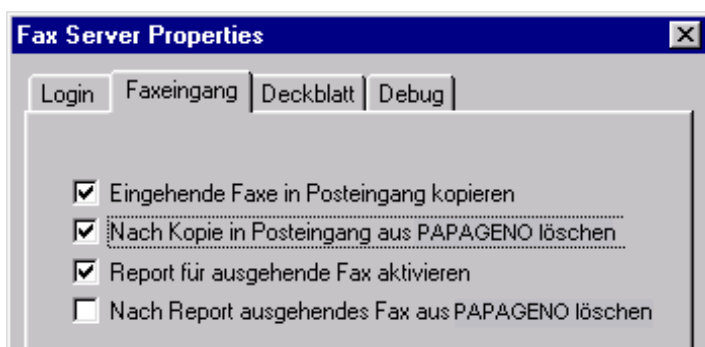 Fax Server Properties
Login Faxeingang Deckblatt Debug
Eingehende Faxe in Posteingang kopieren
Nach Kopie in Posteingang aus PAPAGENO löschen
Report für ausgehende Fax aktivieren
Nach Report ausgehendes Fax aus PAPAGENO löschen